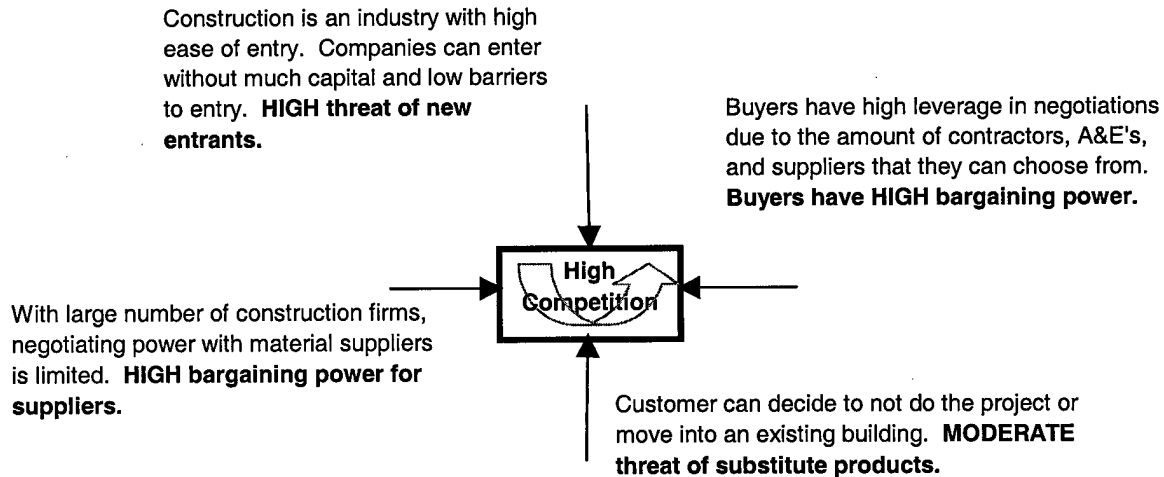 Construction is an industry with high
ease of entry. Companies can enter
without much capital and low barriers
to entry. HIGH threat of new
entrants.
Buyers have high leverage in negotiations
due to the amount of contractors, A&E's,
and suppliers that they can choose from.
Buyers have HIGH bargaining power.
High
Competition
With large number of construction firms,
negotiating power with material suppliers
is limited. HIGH bargaining power for
suppliers.
Customer can decide to not do the project or
move into an existing building. MODERATE
threat of substitute products.